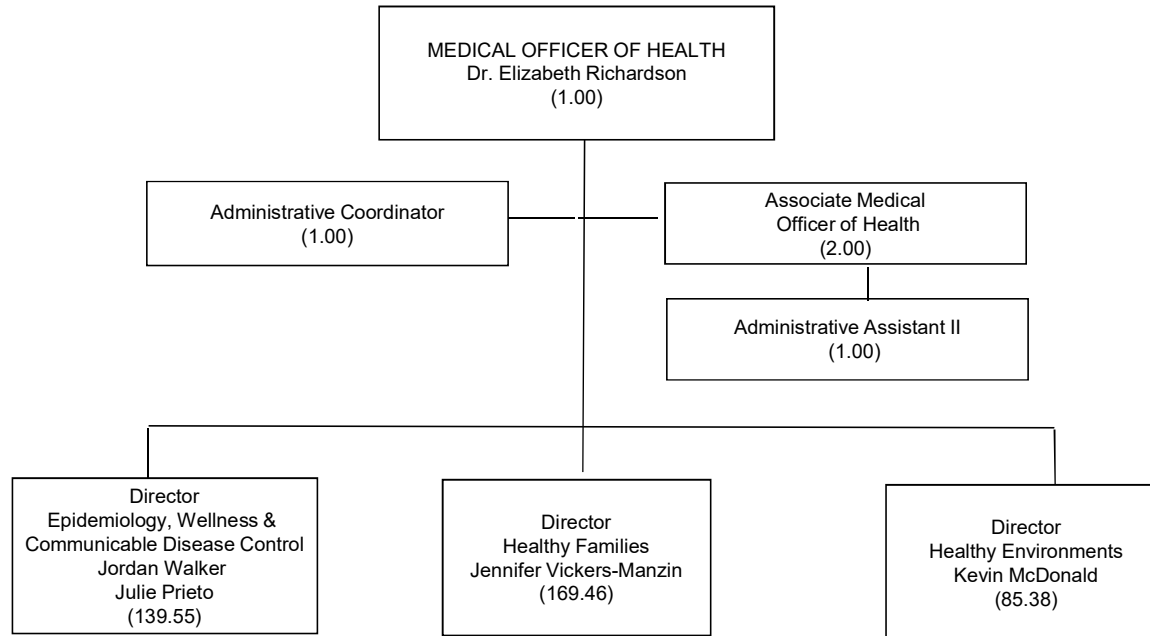 MEDICAL OFFICER OF HEALTH
Dr. Elizabeth Richardson
(1.00)
Administrative Coordinator
(1.00)
Associate Medical
Officer of Health
(2.00)
Administrative Assistant II
(1.00)
Director
Epidemiology, Wellness &
Communicable Disease Control
Jordan Walker
Julie Prieto
(139.55)
Director
Healthy Families
Jennifer Vickers-Manzin
(169.46)
Director
Healthy Environments
Kevin McDonald
(85.38)